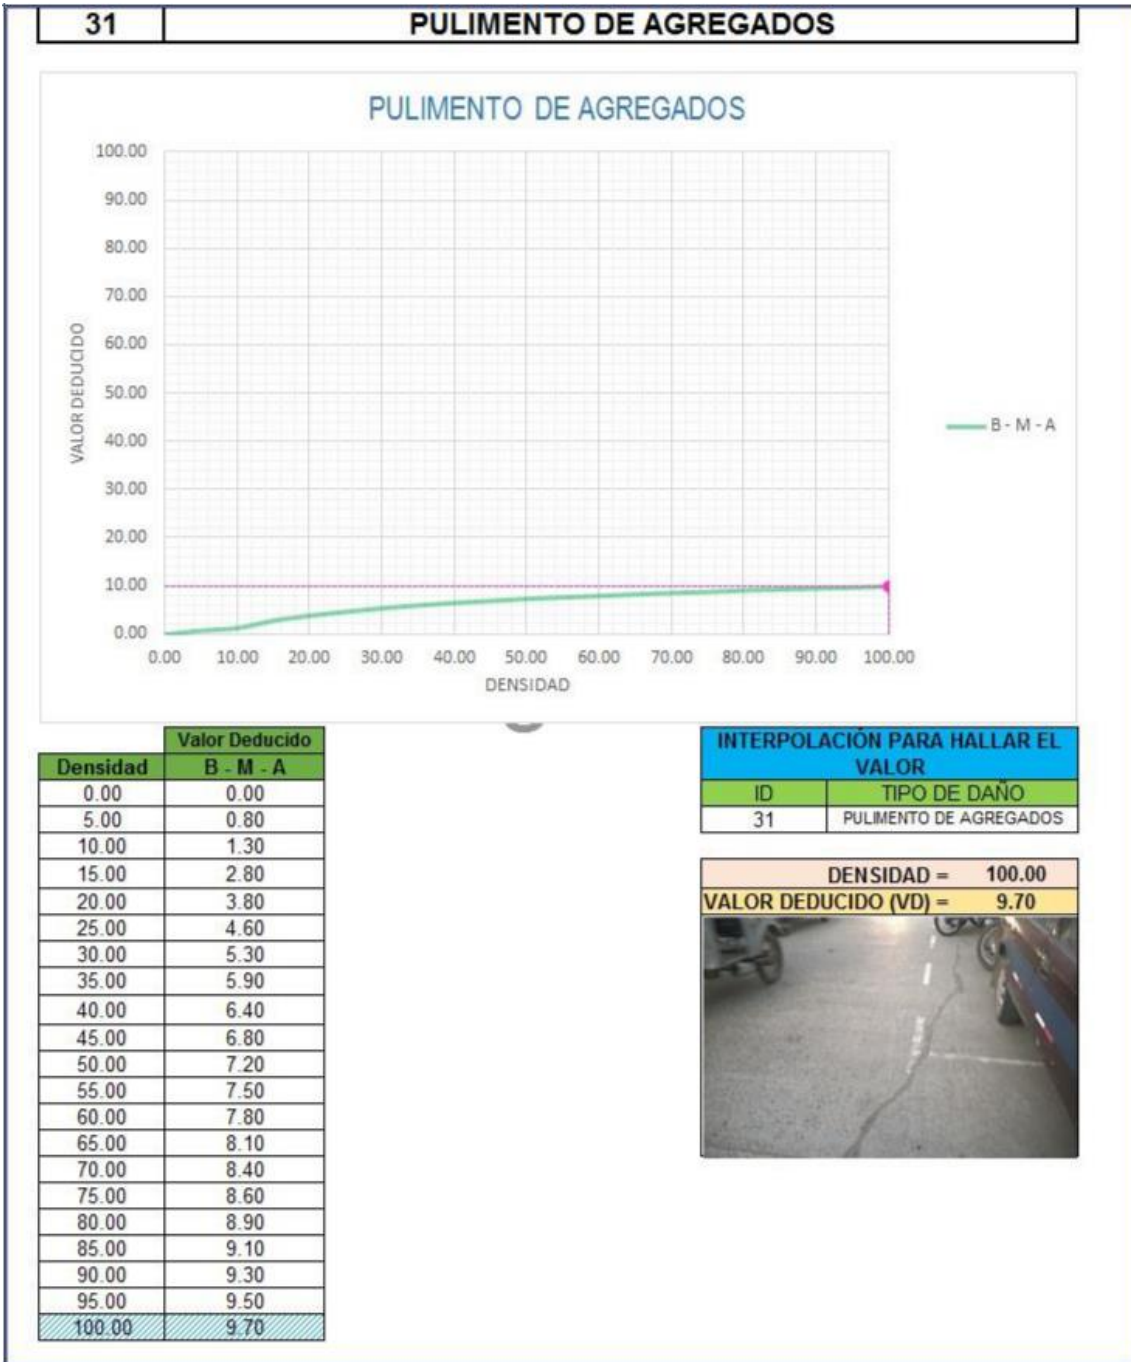 31 PULIMENTO DE AGREGADOS
PULIMENTO DE AGREGADOS
100.00
90.00
80.00
70.00
60.00
50.00
40.00
30.00
20.00
10.00
0.00
VALOR DEDUCIDO
B - M - A
0.00 10.00 20.00 30.00 40.00 50.00 60.00 70.00 80.00 90.00 100.00
DENSIDAD
Valor Deducido
Densidad B - M - A
0.00 0.00
5.00 0.80
10.00 1.30
15.00 2.80
20.00 3.80
25.00 4.60
30.00 5.30
35.00 5.90
40.00 6.40
45.00 6.80
50.00 7.20
55.00 7.50
60.00 7.80
65.00 8.10
70.00 8.40
75.00 8.60
80.00 8.90
85.00 9.10
90.00 9.30
95.00 9.50
100.00 9.70
INTERPOLACIÓN PARA HALLAR EL
VALOR
ID TIPO DE DAÑO
31 PULIMENTO DE AGREGADOS
DENSIDAD = 100.00
VALOR DEDUCIDO (VD) = 9.70